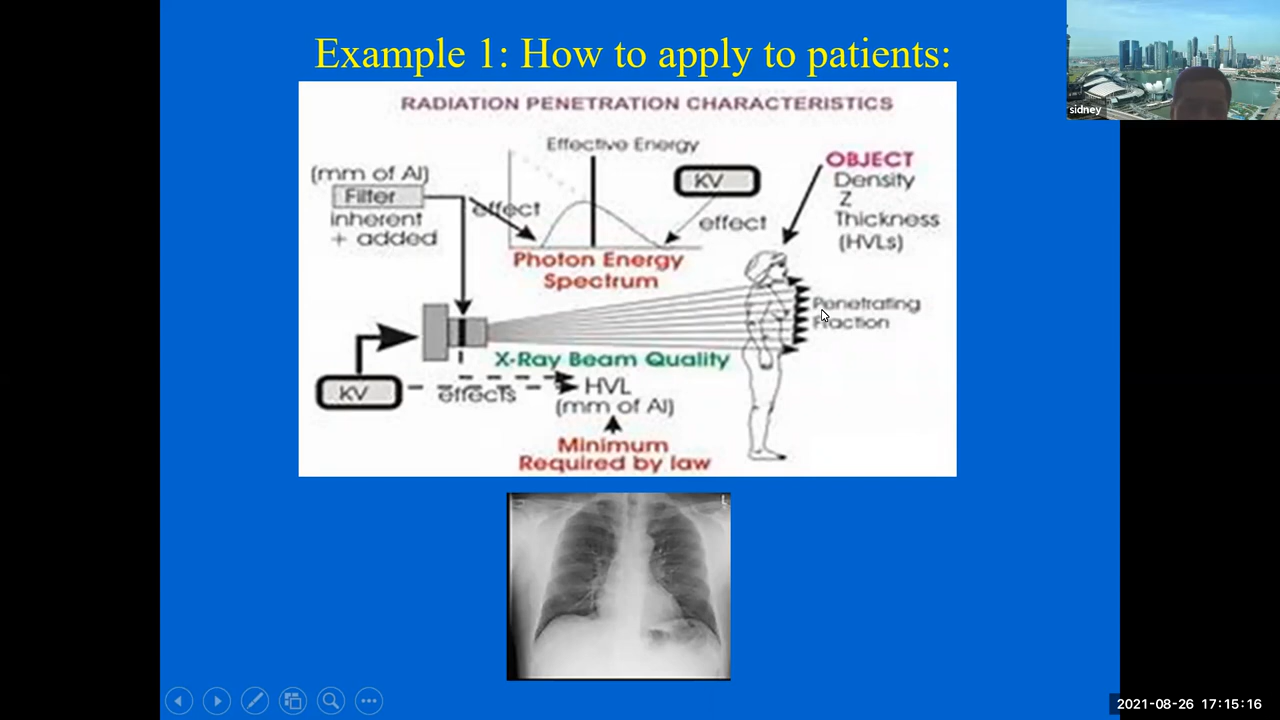 Example 1: How to apply to patients:
sidney
RADIATION PENETRATION CHARACTERISTICS
Effective Energy
(mm of Al)
Filter
inherent
+ added
effect
KV
effect
OBJECT
Density
Z
Thickness
(HVLs)
Photon Energy
Spectrum
Penetrating
Fraction
X-Ray Beam Quality
KV
effects
HVL
(mm of Al)
Minimum
Required by law
L
2021-08-26 17:15:16